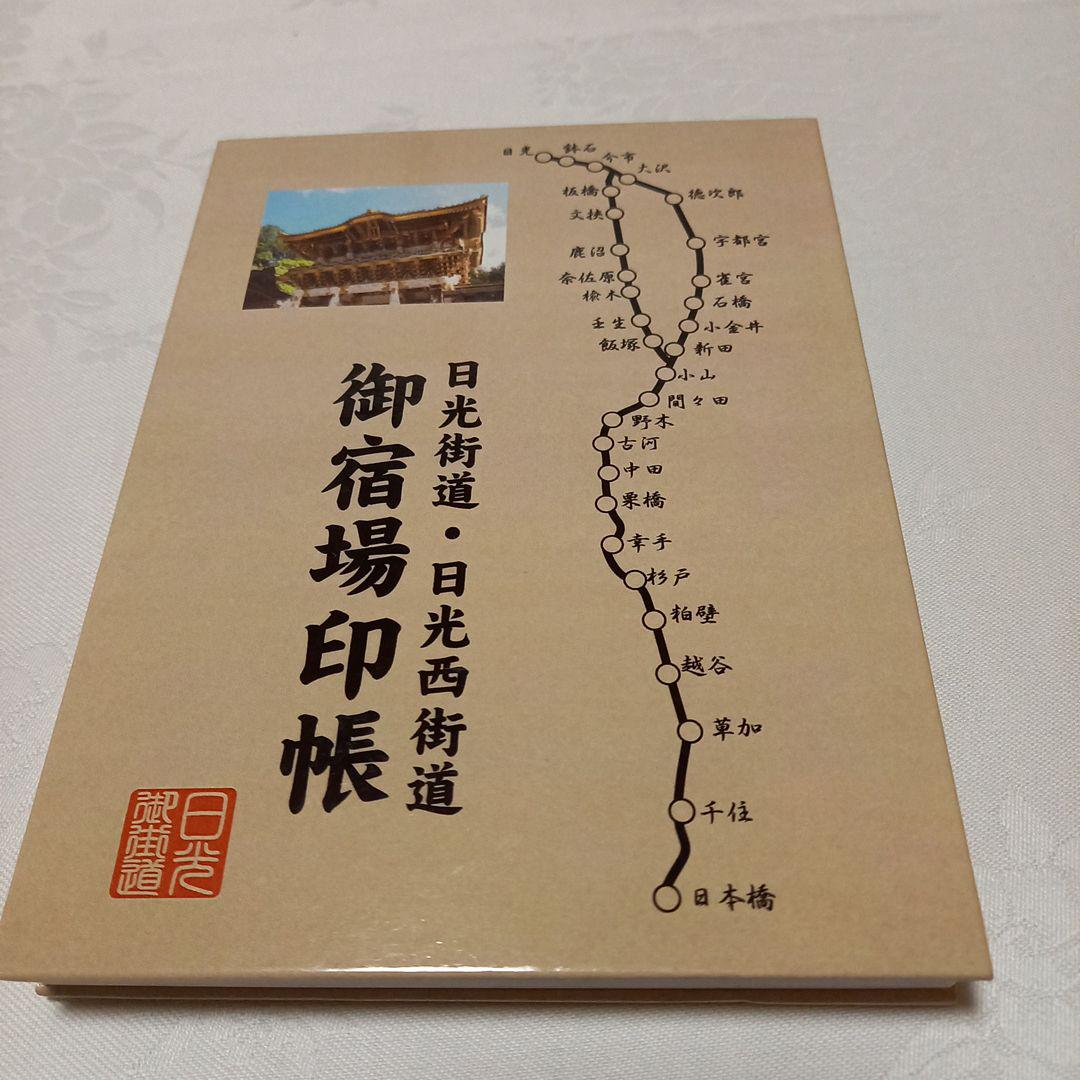 日光街道・日光西街道
御宿場印帳
日光
御街道
日光
鉢石
今市
大沢
徳次郎
宇都宮
雀宮
石橋
小金井
新田
板橋
文挟
鹿沼
奈佐原
楡木
壬生
飯塚
小山
間々田
野木
古河
中田
栗橋
幸手
杉戸
粕壁
越谷
草加
千住
日本橋